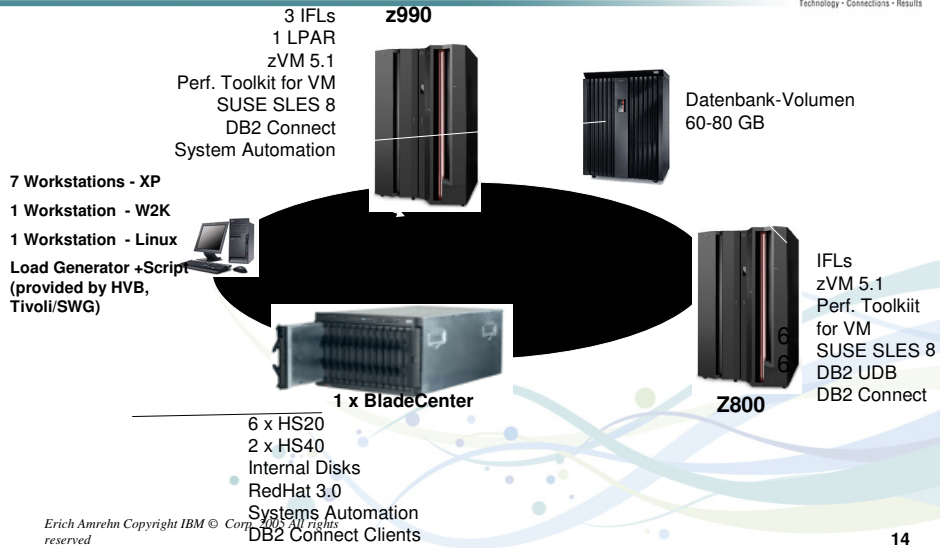 Technology • Connections • Results
3 IFLs
1 LPAR
zVM 5.1
Perf. Toolkit for VM
SUSE SLES 8
DB2 Connect
System Automation
z990
Datenbank-Volumen
60-80 GB
7 Workstations - XP
1 Workstation - W2K
1 Workstation - Linux
Load Generator +Script
(provided by HVB,
Tivoli/SWG)
IFLs
zVM 5.1
Perf. Toolkiit
for VM
SUSE SLES 8
DB2 UDB
DB2 Connect
6
6
Z800
1 x BladeCenter
6 x HS20
2 x HS40
Internal Disks
RedHat 3.0
Systems Automation
DB2 Connect Clients
Erich Amrehn Copyright IBM © Corp. 2005 All rights
reserved
14